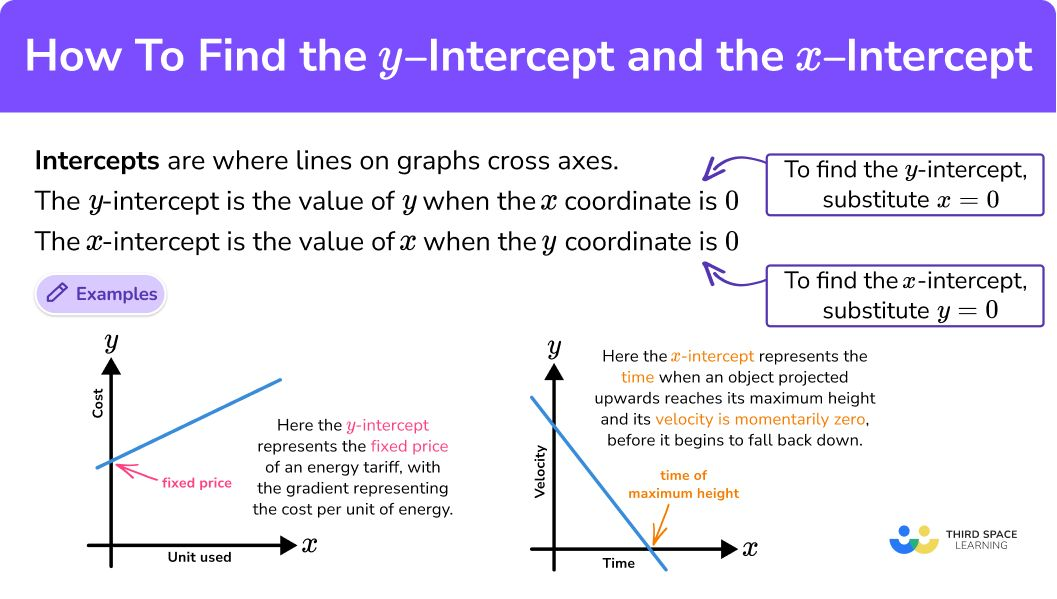 How To Find the y–Intercept and the x–Intercept
Intercepts are where lines on graphs cross axes.
The y-intercept is the value of y when the x coordinate is 0
The x-intercept is the value of x when the y coordinate is 0
To find the y-intercept,
substitute x = 0
To find the x-intercept,
substitute y = 0
Examples
y
Cost
fixed price
Unit used
x
Here the y-intercept
represents the fixed price
of an energy tariff, with
the gradient representing
the cost per unit of energy.
y
Velocity
Here the x-intercept represents the
time when an object projected
upwards reaches its maximum height
and its velocity is momentarily zero,
before it begins to fall back down.
time of
maximum height
Time
x
THIRD SPACE
LEARNING